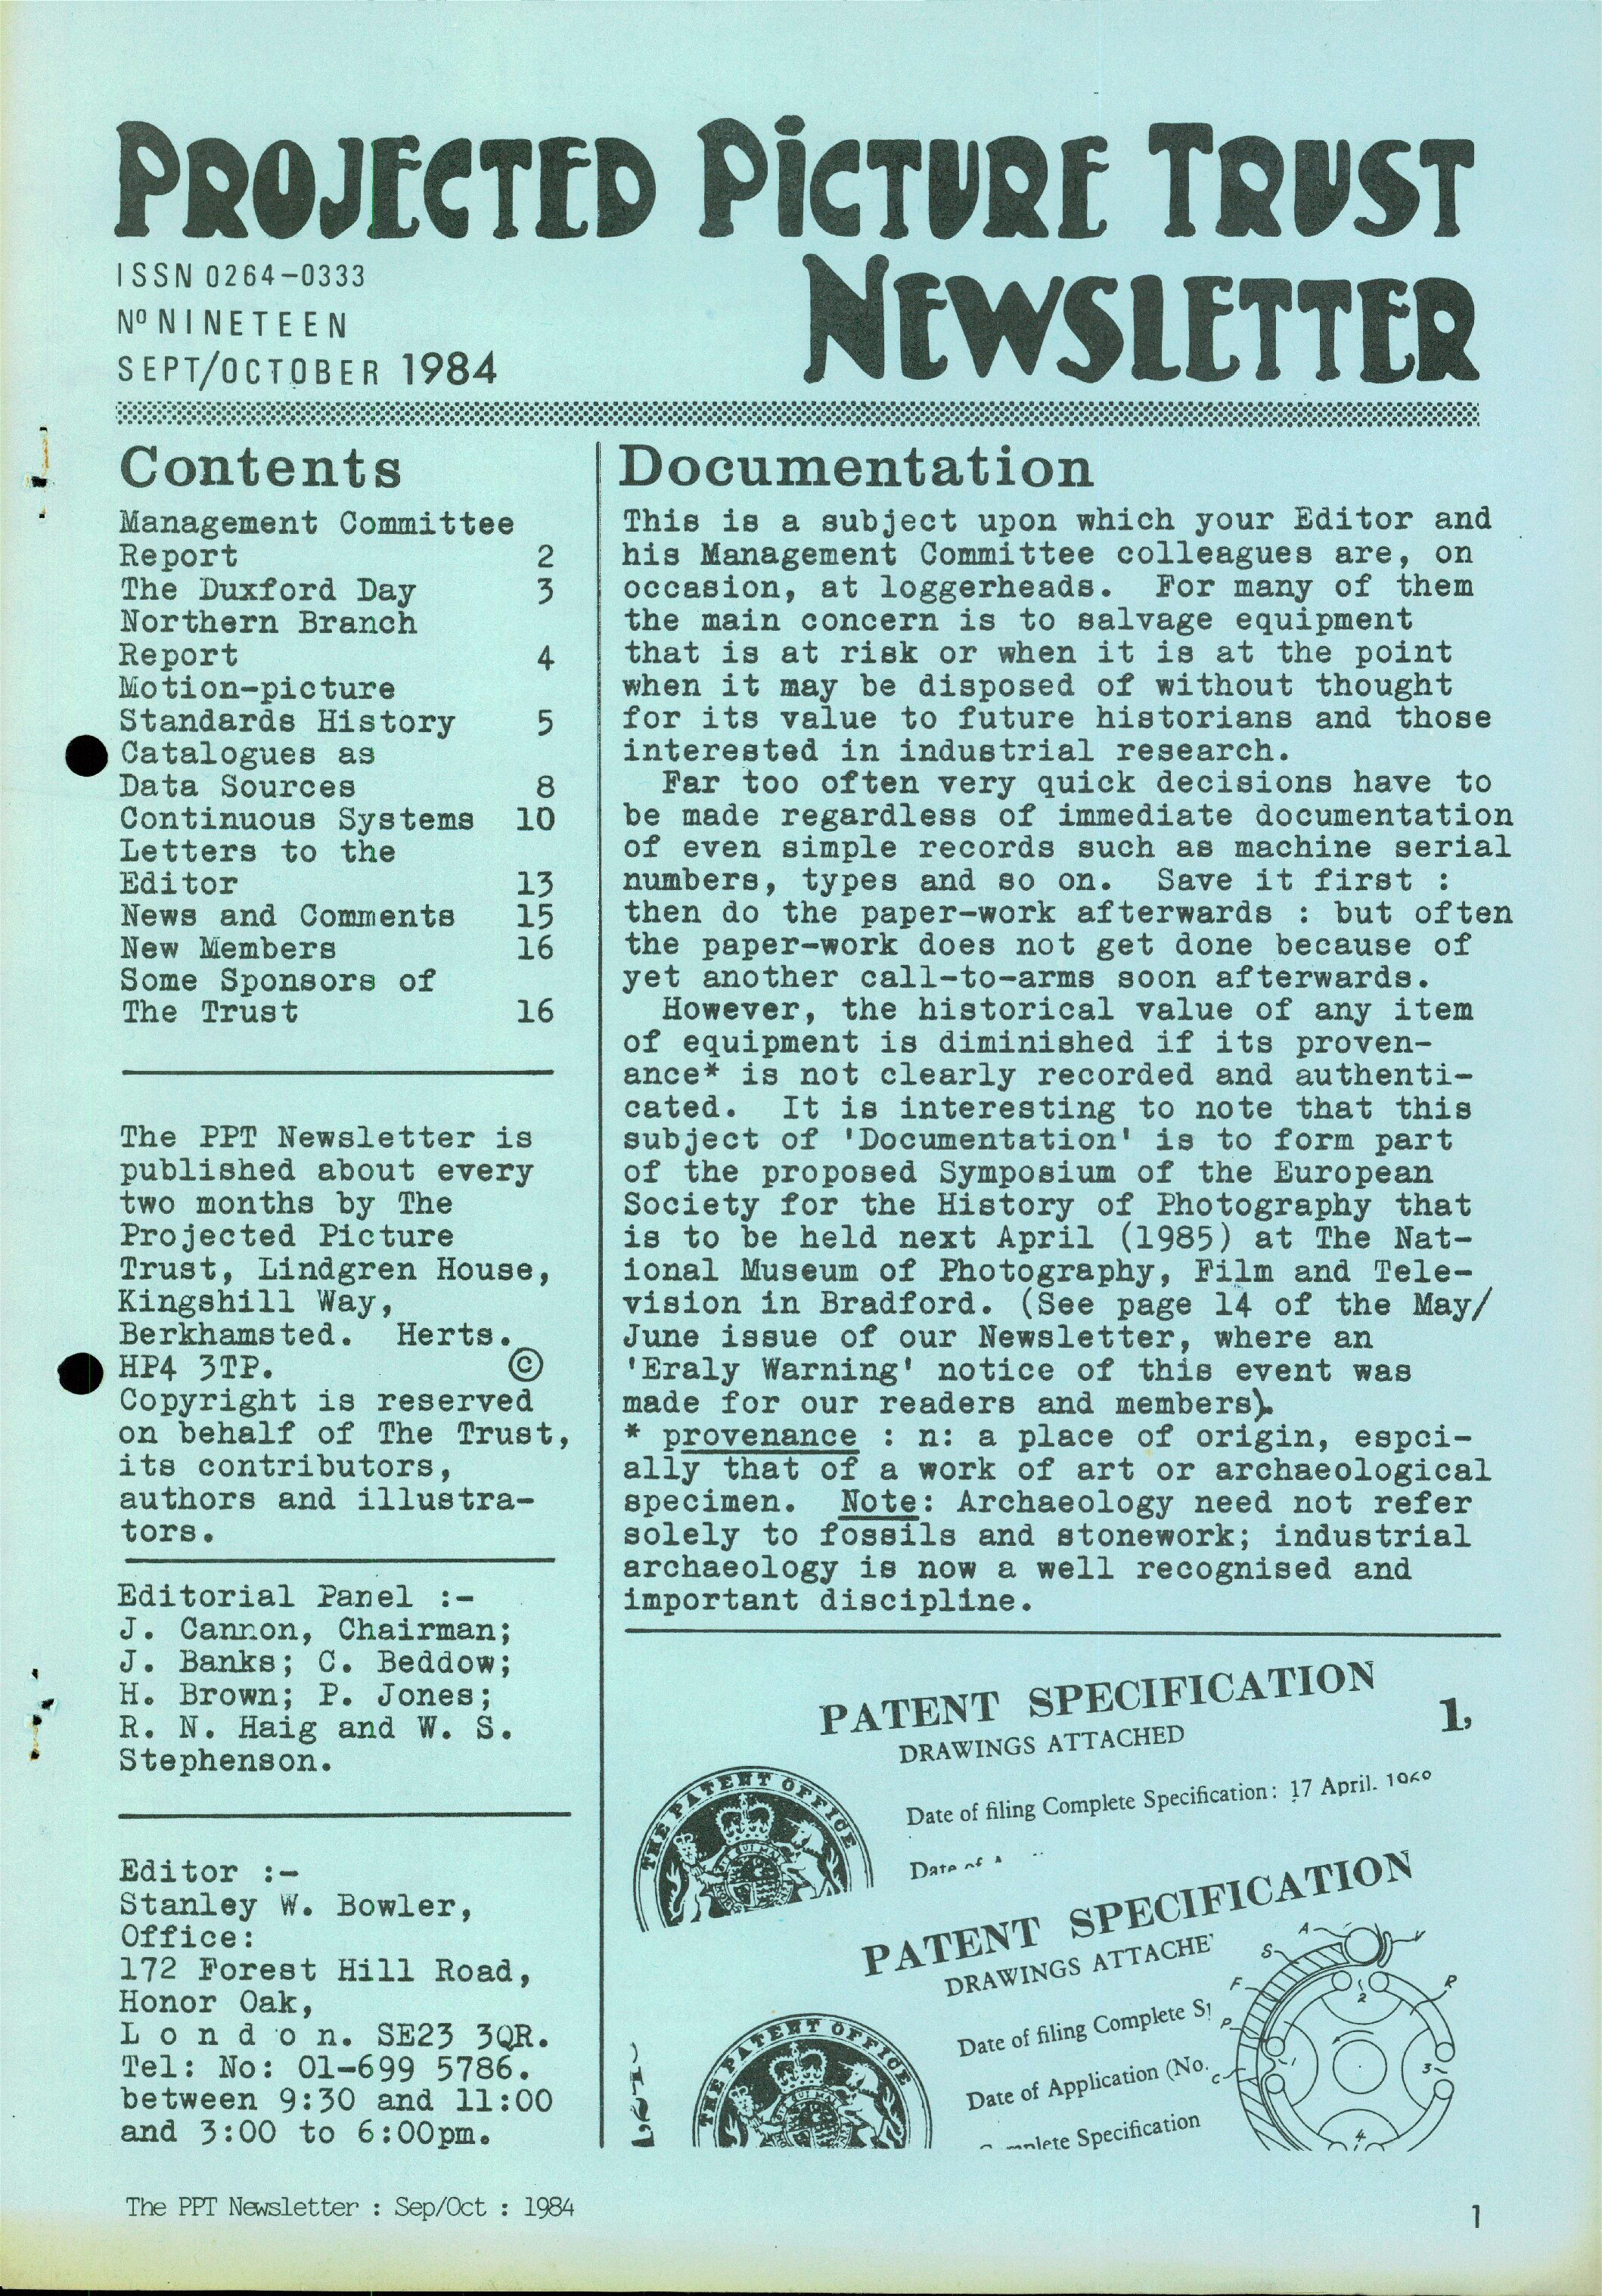 PROJECTED PICTURE TRUST
NEWSLETTER
ISSN 0264-0333
Nº NINETEEN
SEPT/OCTOBER 1984
Contents
Management Committee
Report 2
The Duxford Day 3
Northern Branch
Report 4
Motion-picture
Standards History 5
Catalogues as
Data Sources 8
Continuous Systems 10
Letters to the
Editor 13
News and Comments 15
New Members 16
Some Sponsors of
The Trust 16
The PPT Newsletter is
published about every
two months by The
Projected Picture
Trust, Lindgren House,
Kingshill Way,
Berkhamsted. Herts.
HP4 3TP. ©
Copyright is reserved
on behalf of The Trust,
its contributors,
authors and illustra-
tors.
Editorial Panel :-
J. Cannon, Chairman;
J. Banks; C. Beddow;
H. Brown; P. Jones;
R. N. Haig and W. S.
Stephenson.
Editor :-
Stanley W. Bowler,
Office:
172 Forest Hill Road,
Honor Oak,
L o n d o n. SE23 3QR.
Tel: No: 01-699 5786.
between 9:30 and 11:00
and 3:00 to 6:00pm.
Documentation
This is a subject upon which your Editor and
his Management Committee colleagues are, on
occasion, at loggerheads. For many of them
the main concern is to salvage equipment
that is at risk or when it is at the point
when it may be disposed of without thought
for its value to future historians and those
interested in industrial research.
Far too often very quick decisions have to
be made regardless of immediate documentation
of even simple records such as machine serial
numbers, types and so on. Save it first :
then do the paper-work afterwards : but often
the paper-work does not get done because of
yet another call-to-arms soon afterwards.
However, the historical value of any item
of equipment is diminished if its proven-
ance* is not clearly recorded and authenti-
cated. It is interesting to note that this
subject of 'Documentation' is to form part
of the proposed Symposium of the European
Society for the History of Photography that
is to be held next April (1985) at The Nat-
ional Museum of Photography, Film and Tele-
vision in Bradford. (See page 14 of the May/
June issue of our Newsletter, where an
'Eraly Warning' notice of this event was
made for our readers and members).
* provenance : n: a place of origin, espci-
ally that of a work of art or archaeological
specimen. Note: Archaeology need not refer
solely to fossils and stonework; industrial
archaeology is now a well recognised and
important discipline.
PATENT SPECIFICATION
1,
DRAWINGS ATTACHED
THE PATENT OFFICE
Date of filing Complete Specification: 17 April.
Date of
PATENT SPECIFICATION
DRAWINGS ATTACHE
THE PATENT OFFICE
Date of filing Complete S
Date of Application (No.
Specification
A
V
S
F
R
P
C
1
2
3
4
The PPT Newsletter : Sep/Oct : 1984
1